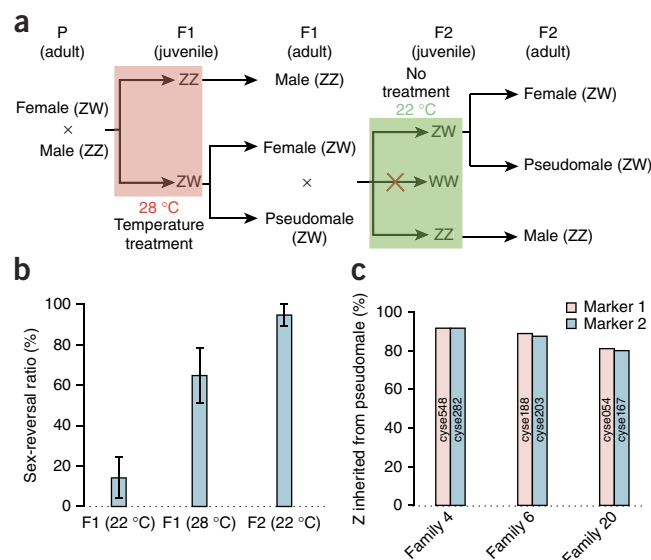 a
P
(adult)
F1
(juvenile)
F1
(adult)
F2
(juvenile)
F2
(adult)
Female (ZW)
×
Male (ZZ)
ZZ
ZW
28 °C
Temperature
treatment
Male (ZZ)
Female (ZW)
×
Pseudomale
(ZW)
No
treatment
22 °C
ZW
WW
ZZ
Female (ZW)
Pseudomale (ZW)
Male (ZZ)
b
Sex-reversal ratio (%)
100
80
60
40
20
0
F1 (22 °C)
F1 (28 °C)
F2 (22 °C)
c
Z inherited from pseudomale (%)
100
80
60
40
20
0
Marker 1
Marker 2
cyse548
cyse282
cyse188
cyse203
cyse054
cyse167
Family 4
Family 6
Family 20